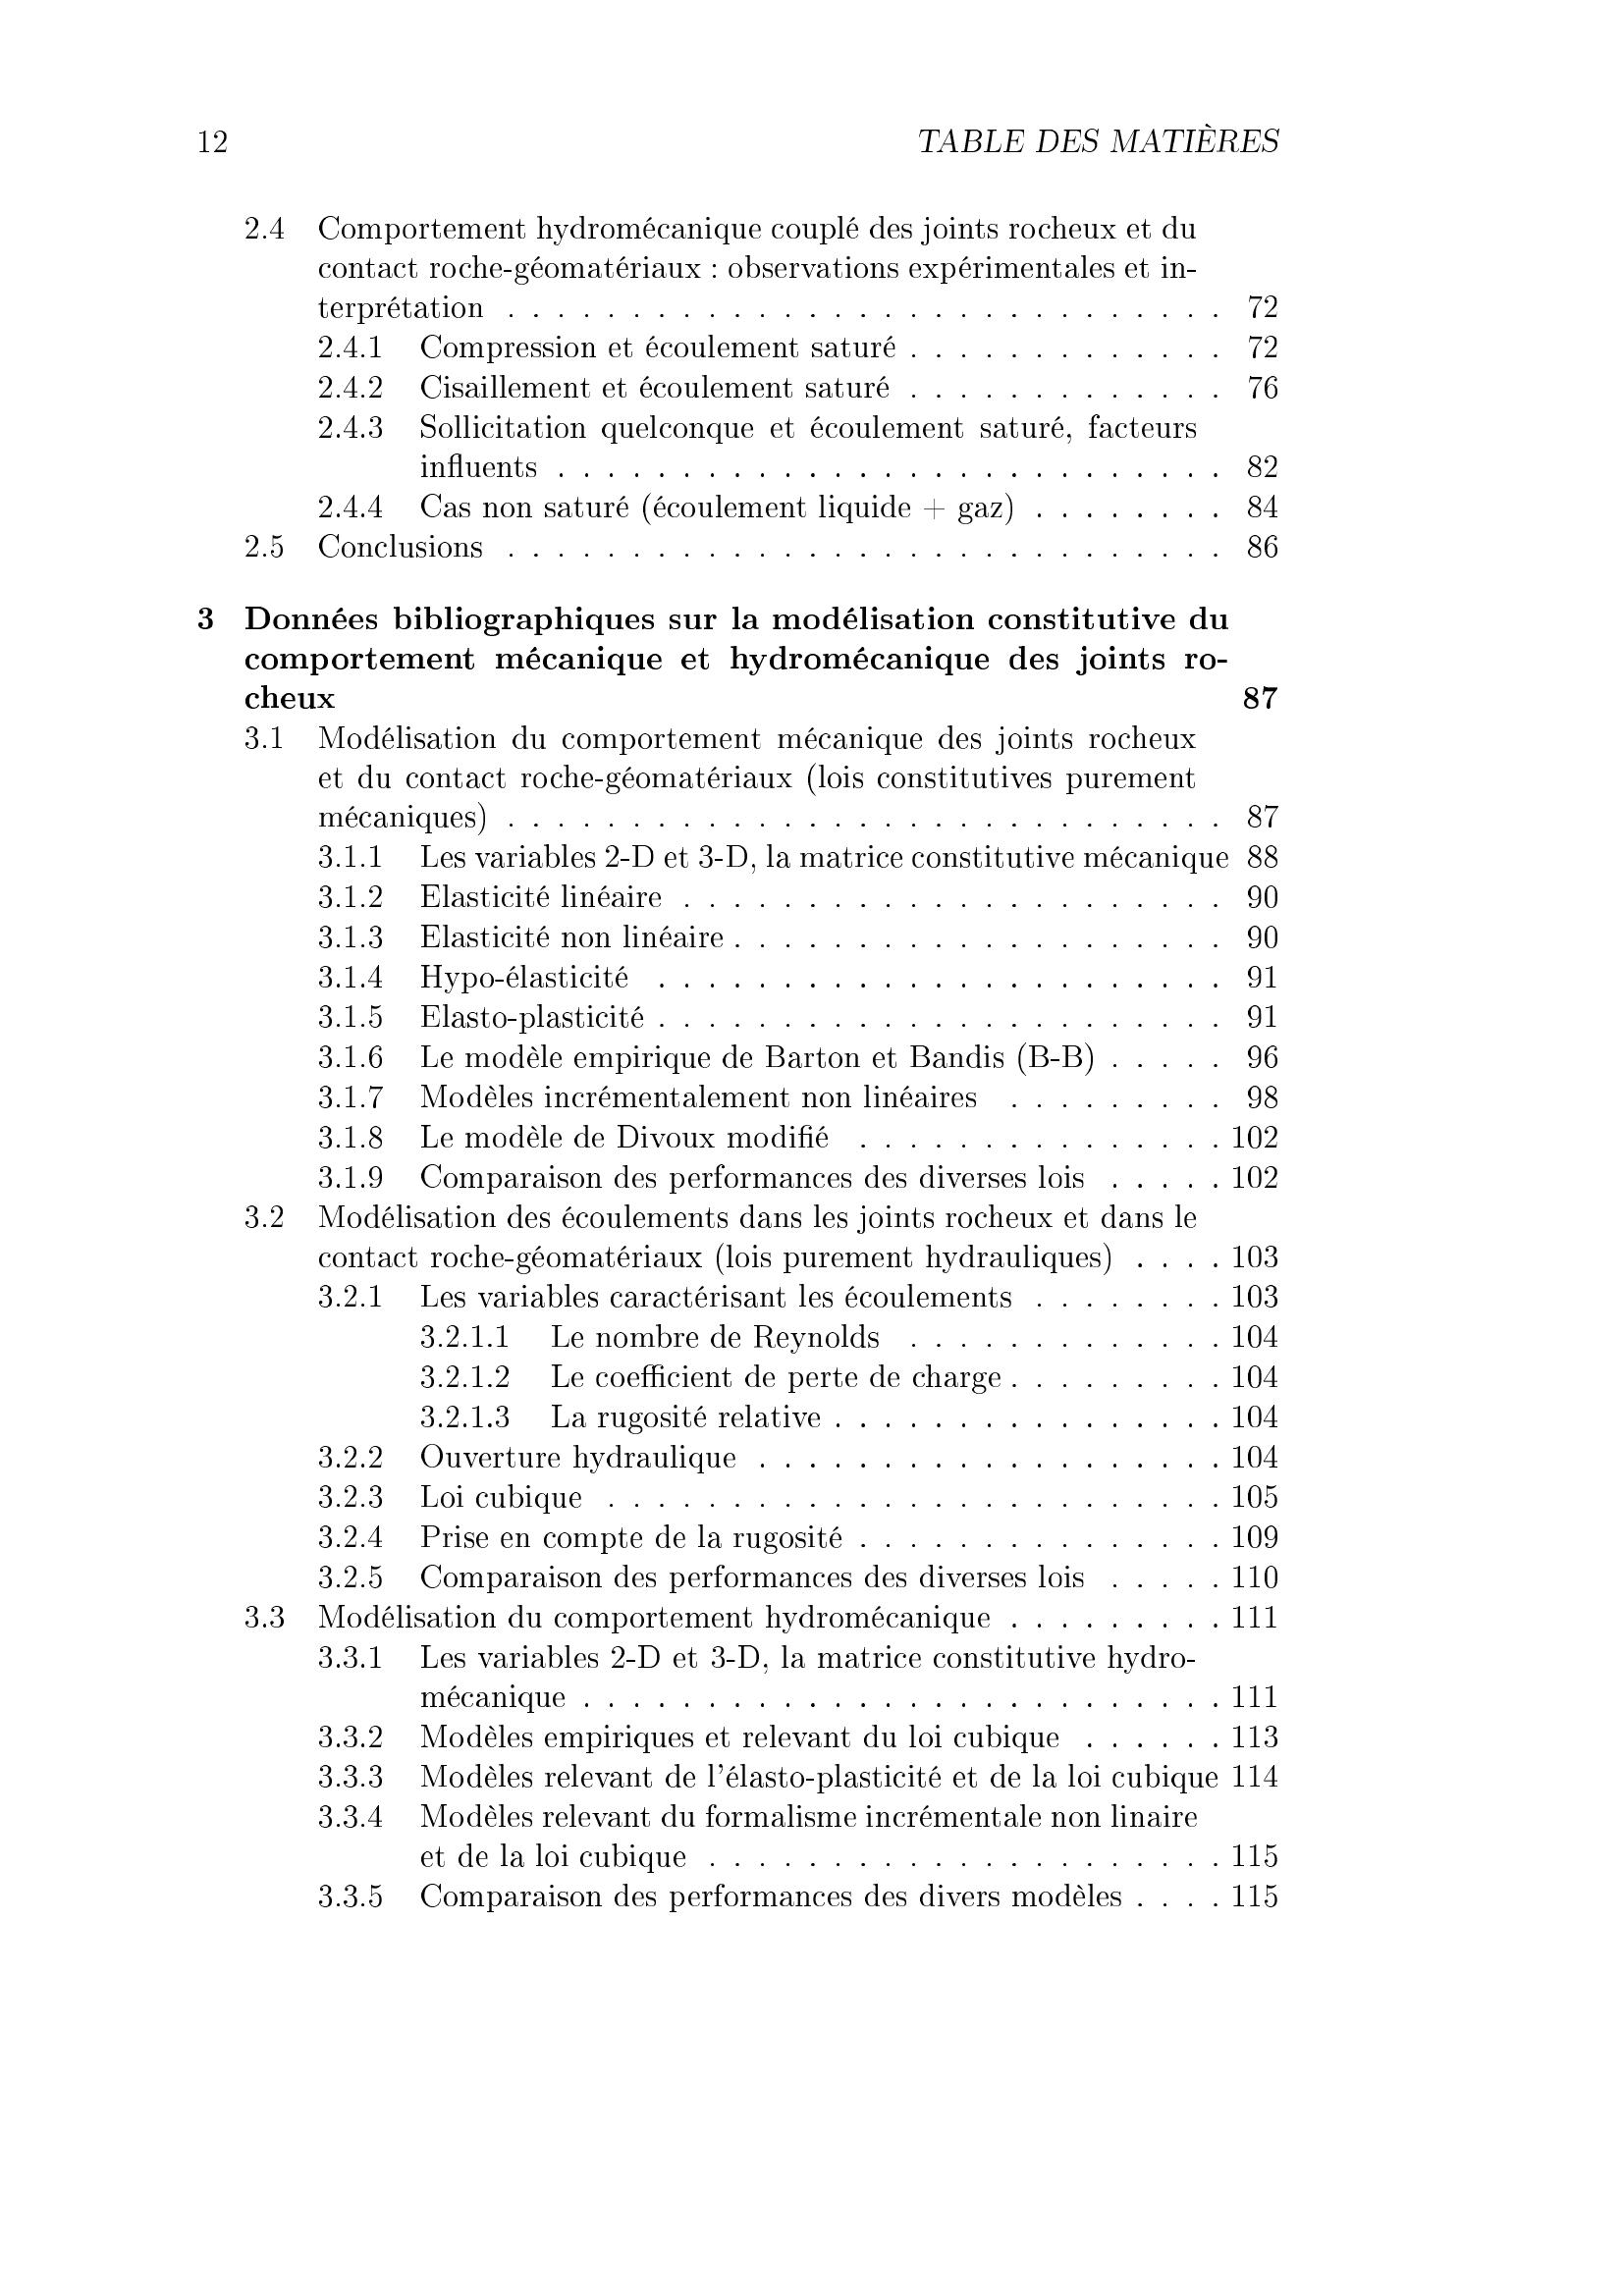 12 TABLE DES MATIÈRES
2.4 Comportement hydromécanique couplé des joints rocheux et du
contact roche-géomatériaux : observations expérimentales et in-
terprétation . . . . . . . . . . . . . . . . . . . . . . . . . . . . . 72
2.4.1 Compression et écoulement saturé . . . . . . . . . . . . . 72
2.4.2 Cisaillement et écoulement saturé . . . . . . . . . . . . . 76
2.4.3 Sollicitation quelconque et écoulement saturé, facteurs
influents . . . . . . . . . . . . . . . . . . . . . . . . . . . 82
2.4.4 Cas non saturé (écoulement liquide + gaz) . . . . . . . . 84
2.5 Conclusions . . . . . . . . . . . . . . . . . . . . . . . . . . . . . 86
3 Données bibliographiques sur la modélisation constitutive du
comportement mécanique et hydromécanique des joints ro-
cheux 87
3.1 Modélisation du comportement mécanique des joints rocheux
et du contact roche-géomatériaux (lois constitutives purement
mécaniques) . . . . . . . . . . . . . . . . . . . . . . . . . . . . . 87
3.1.1 Les variables 2-D et 3-D, la matrice constitutive mécanique 88
3.1.2 Elasticité linéaire . . . . . . . . . . . . . . . . . . . . . . 90
3.1.3 Elasticité non linéaire . . . . . . . . . . . . . . . . . . . . 90
3.1.4 Hypo-élasticité . . . . . . . . . . . . . . . . . . . . . . . 91
3.1.5 Elasto-plasticité . . . . . . . . . . . . . . . . . . . . . . . 91
3.1.6 Le modèle empirique de Barton et Bandis (B-B) . . . . . 96
3.1.7 Modèles incrémentalement non linéaires . . . . . . . . . 98
3.1.8 Le modèle de Divoux modifié . . . . . . . . . . . . . . . 102
3.1.9 Comparaison des performances des diverses lois . . . . . 102
3.2 Modélisation des écoulements dans les joints rocheux et dans le
contact roche-géomatériaux (lois purement hydrauliques) . . . . 103
3.2.1 Les variables caractérisant les écoulements . . . . . . . . 103
3.2.1.1 Le nombre de Reynolds . . . . . . . . . . . . . 104
3.2.1.2 Le coefficient de perte de charge . . . . . . . . . 104
3.2.1.3 La rugosité relative . . . . . . . . . . . . . . . . 104
3.2.2 Ouverture hydraulique . . . . . . . . . . . . . . . . . . . 104
3.2.3 Loi cubique . . . . . . . . . . . . . . . . . . . . . . . . . 105
3.2.4 Prise en compte de la rugosité . . . . . . . . . . . . . . . 109
3.2.5 Comparaison des performances des diverses lois . . . . . 110
3.3 Modélisation du comportement hydromécanique . . . . . . . . . 111
3.3.1 Les variables 2-D et 3-D, la matrice constitutive hydro-
mécanique . . . . . . . . . . . . . . . . . . . . . . . . . . 111
3.3.2 Modèles empiriques et relevant du loi cubique . . . . . . 113
3.3.3 Modèles relevant de l'élasto-plasticité et de la loi cubique 114
3.3.4 Modèles relevant du formalisme incrémentale non linaire
et de la loi cubique . . . . . . . . . . . . . . . . . . . . . 115
3.3.5 Comparaison des performances des divers modèles . . . . 115